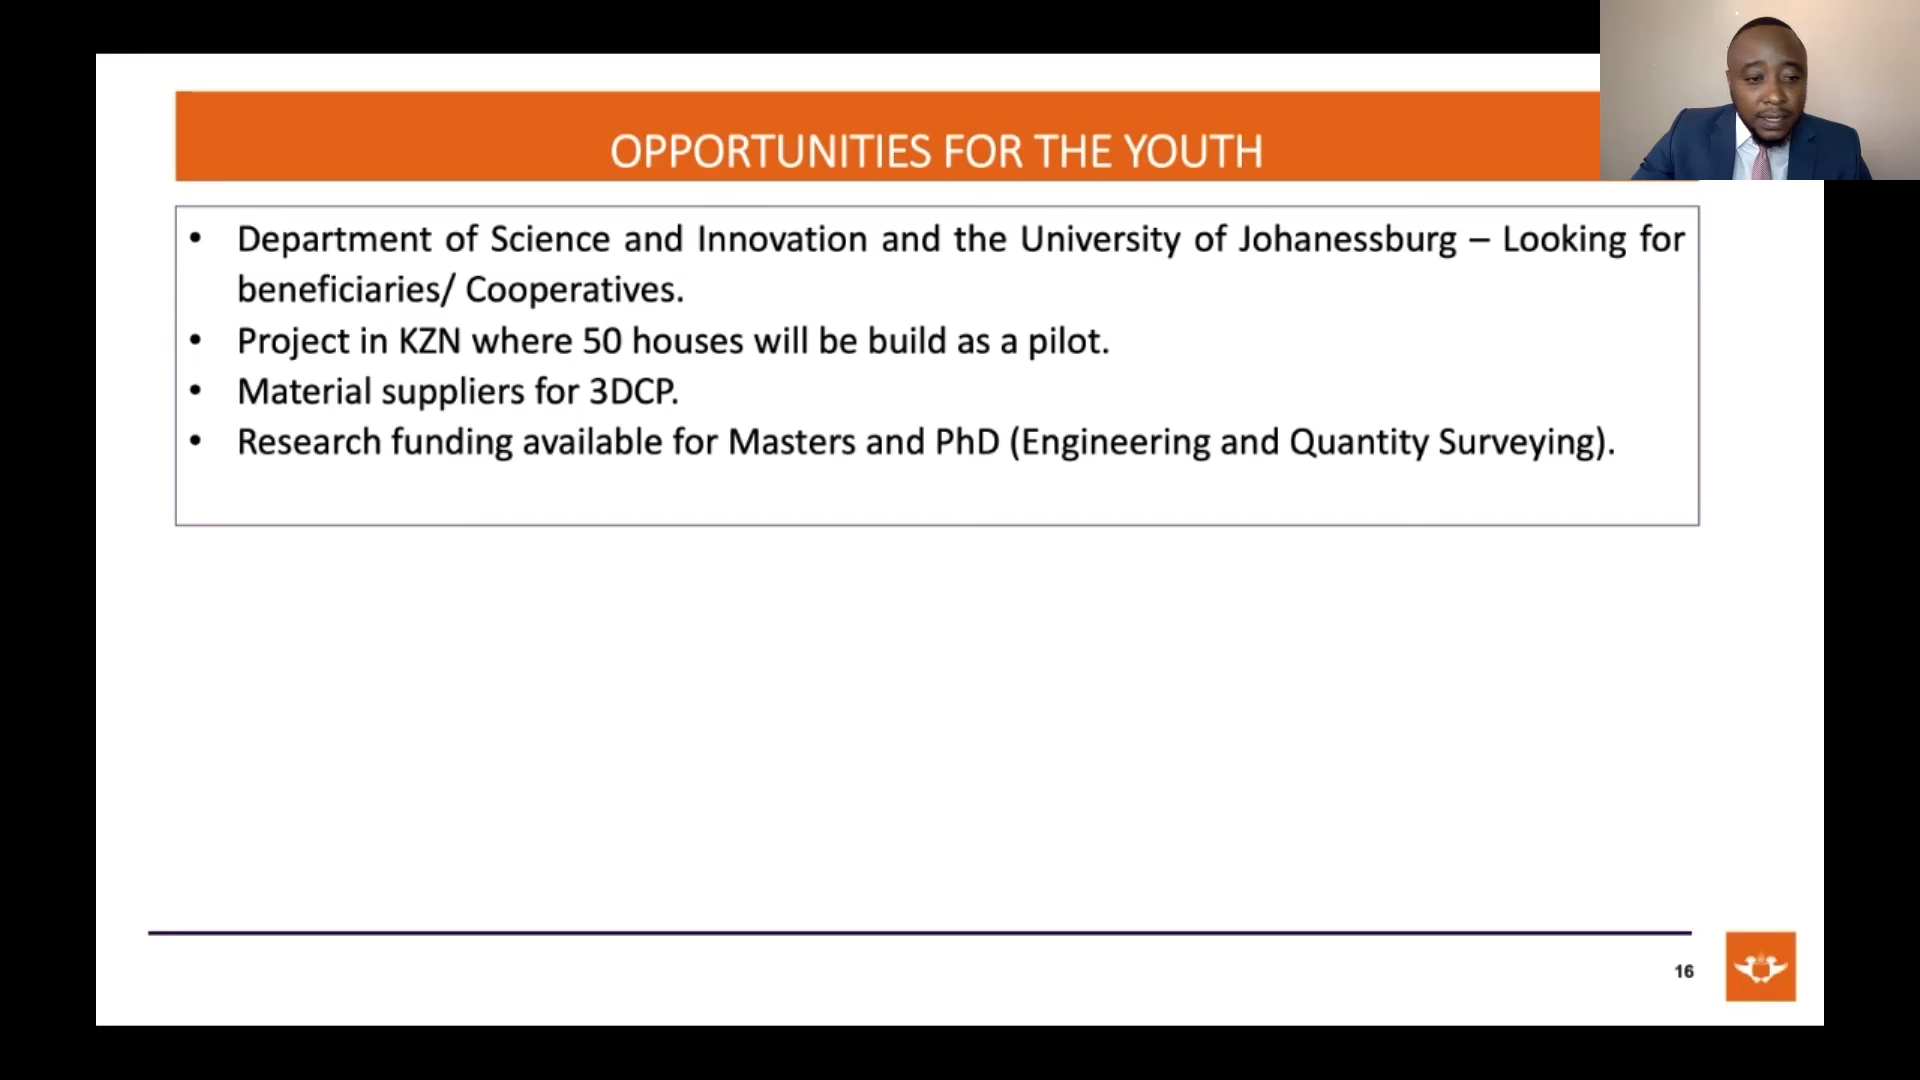 OPPORTUNITIES FOR THE YOUTH
• Department of Science and Innovation and the University of Johanessburg – Looking for
beneficiaries/ Cooperatives.
• Project in KZN where 50 houses will be build as a pilot.
• Material suppliers for 3DCP.
• Research funding available for Masters and PhD (Engineering and Quantity Surveying).
16